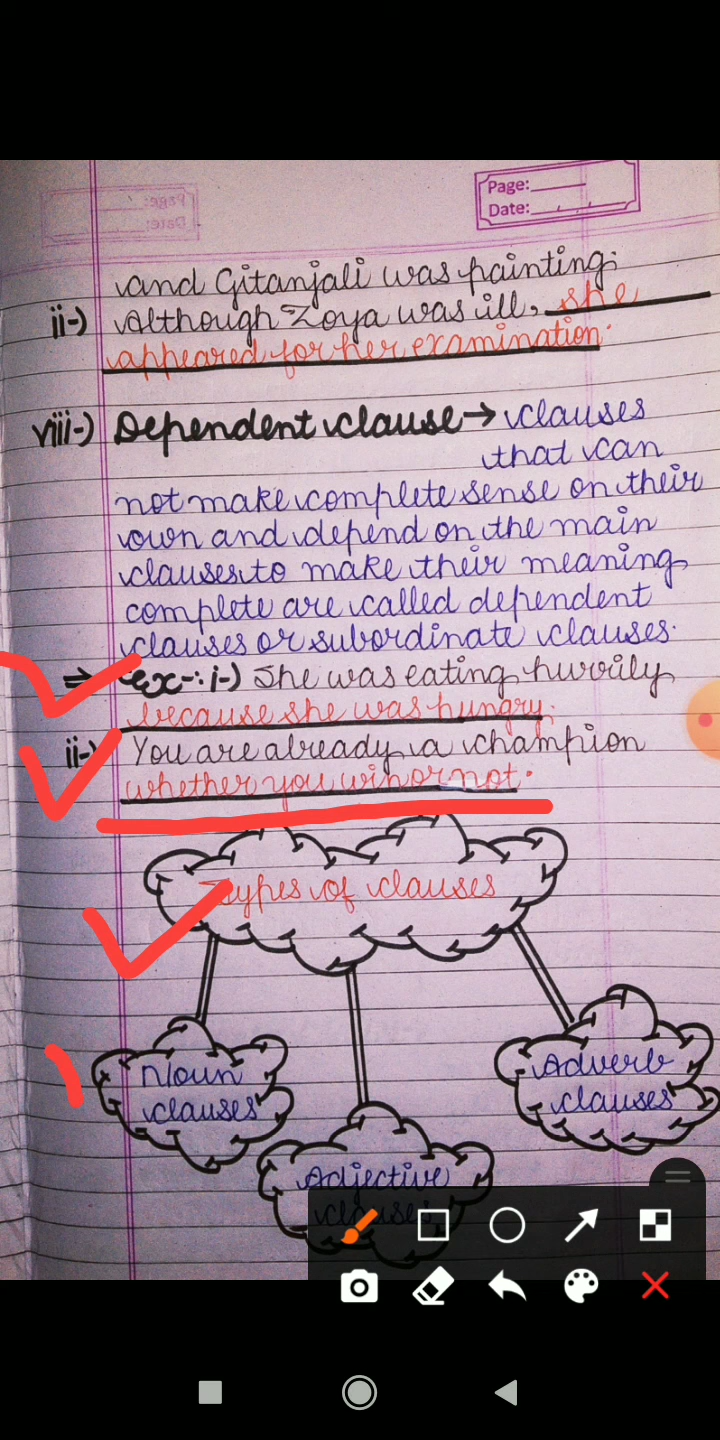 Page:
Date:
and Gitanjali was painting.
ii-) Although Zoya was ill, she
appeared for her examination.
viii-) Dependent clause → clauses
that can
not make complete sense on their
own and depend on the main
clauses to make their meaning
complete are called dependent
clauses or subordinate clauses.
⇒ ex-: i-) She was eating hurrily
because she was hungry.
ii-) You are already a champion
whether you win or not.
Types of clauses
Noun
clauses
Adjective
clauses
Adverb
clauses